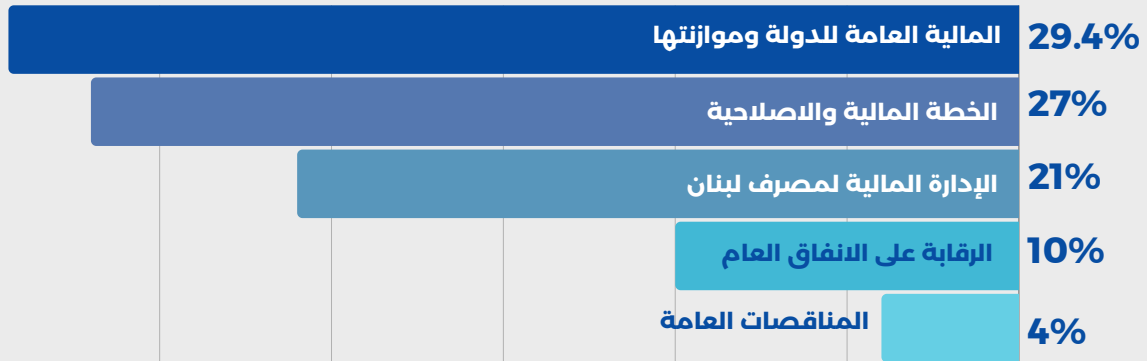 المالية العامة للدولة وموازنتها 29.4%
الخطة المالية والاصلاحية 27%
الإدارة المالية لمصرف لبنان 21%
الرقابة على الانفاق العام 10%
المناقصات العامة 4%